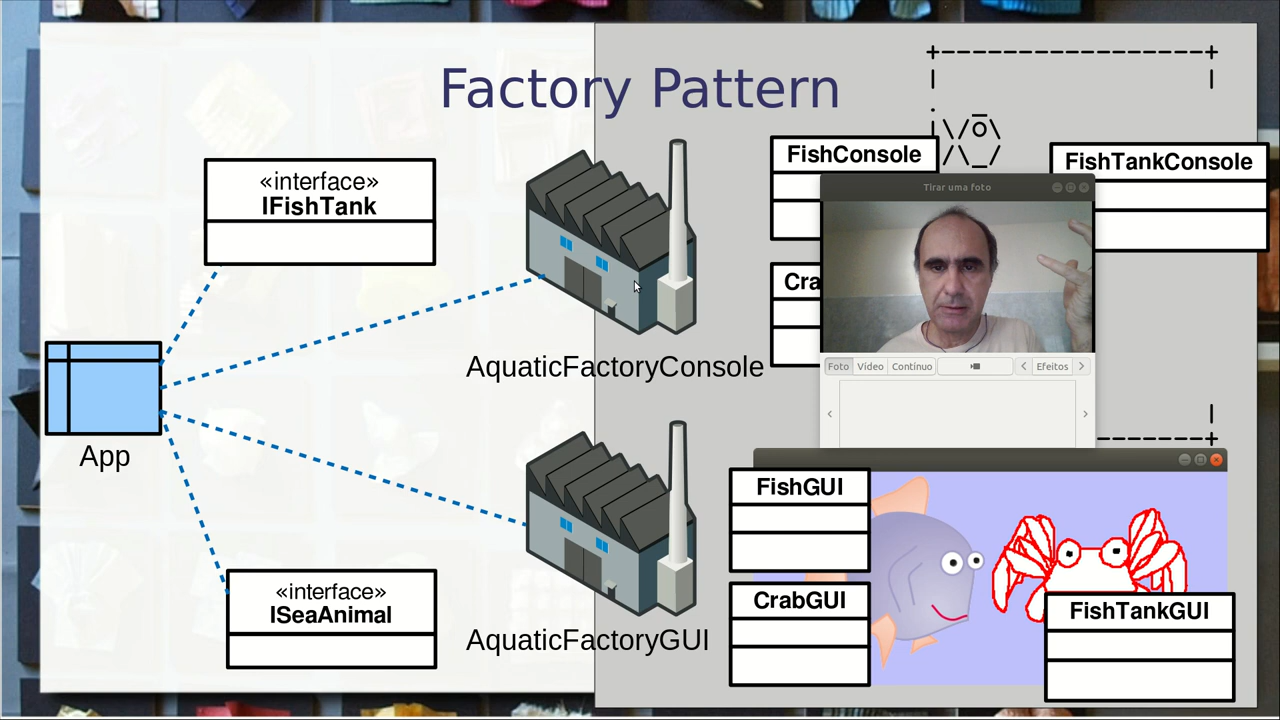 Factory Pattern
«interface»
IFishTank
FishConsole
FishTankConsole
Tirar uma foto
Cra
Foto Vídeo Contínuo Efeitos
AquaticFactoryConsole
App
FishGUI
CrabGUI
FishTankGUI
«interface»
ISeaAnimal
AquaticFactoryGUI